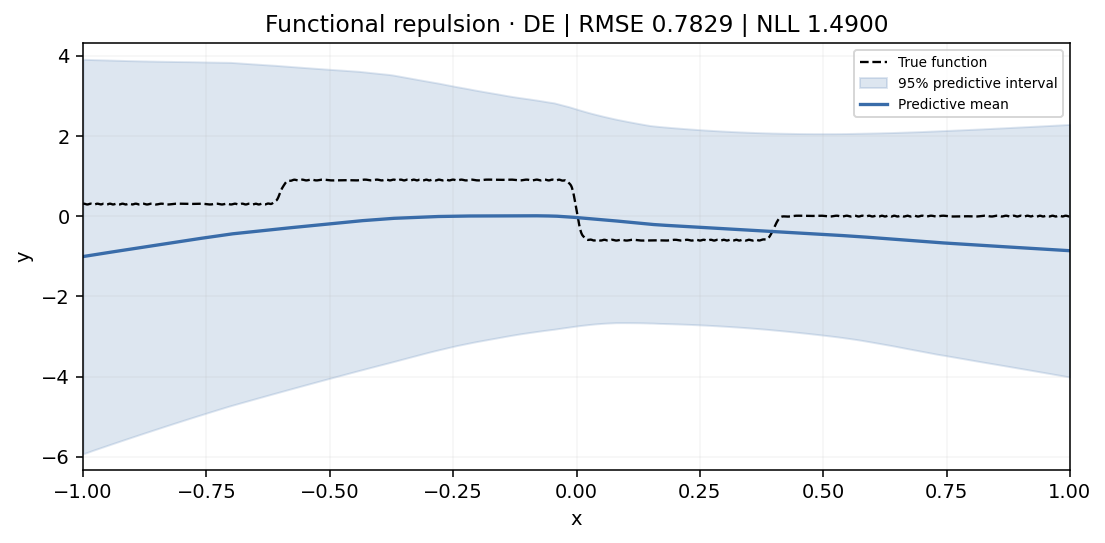 Functional repulsion · DE | RMSE 0.7829 | NLL 1.4900
True function
95% predictive interval
Predictive mean
4
2
0
−2
−4
−6
y
−1.00 −0.75 −0.50 −0.25 0.00 0.25 0.50 0.75 1.00
x